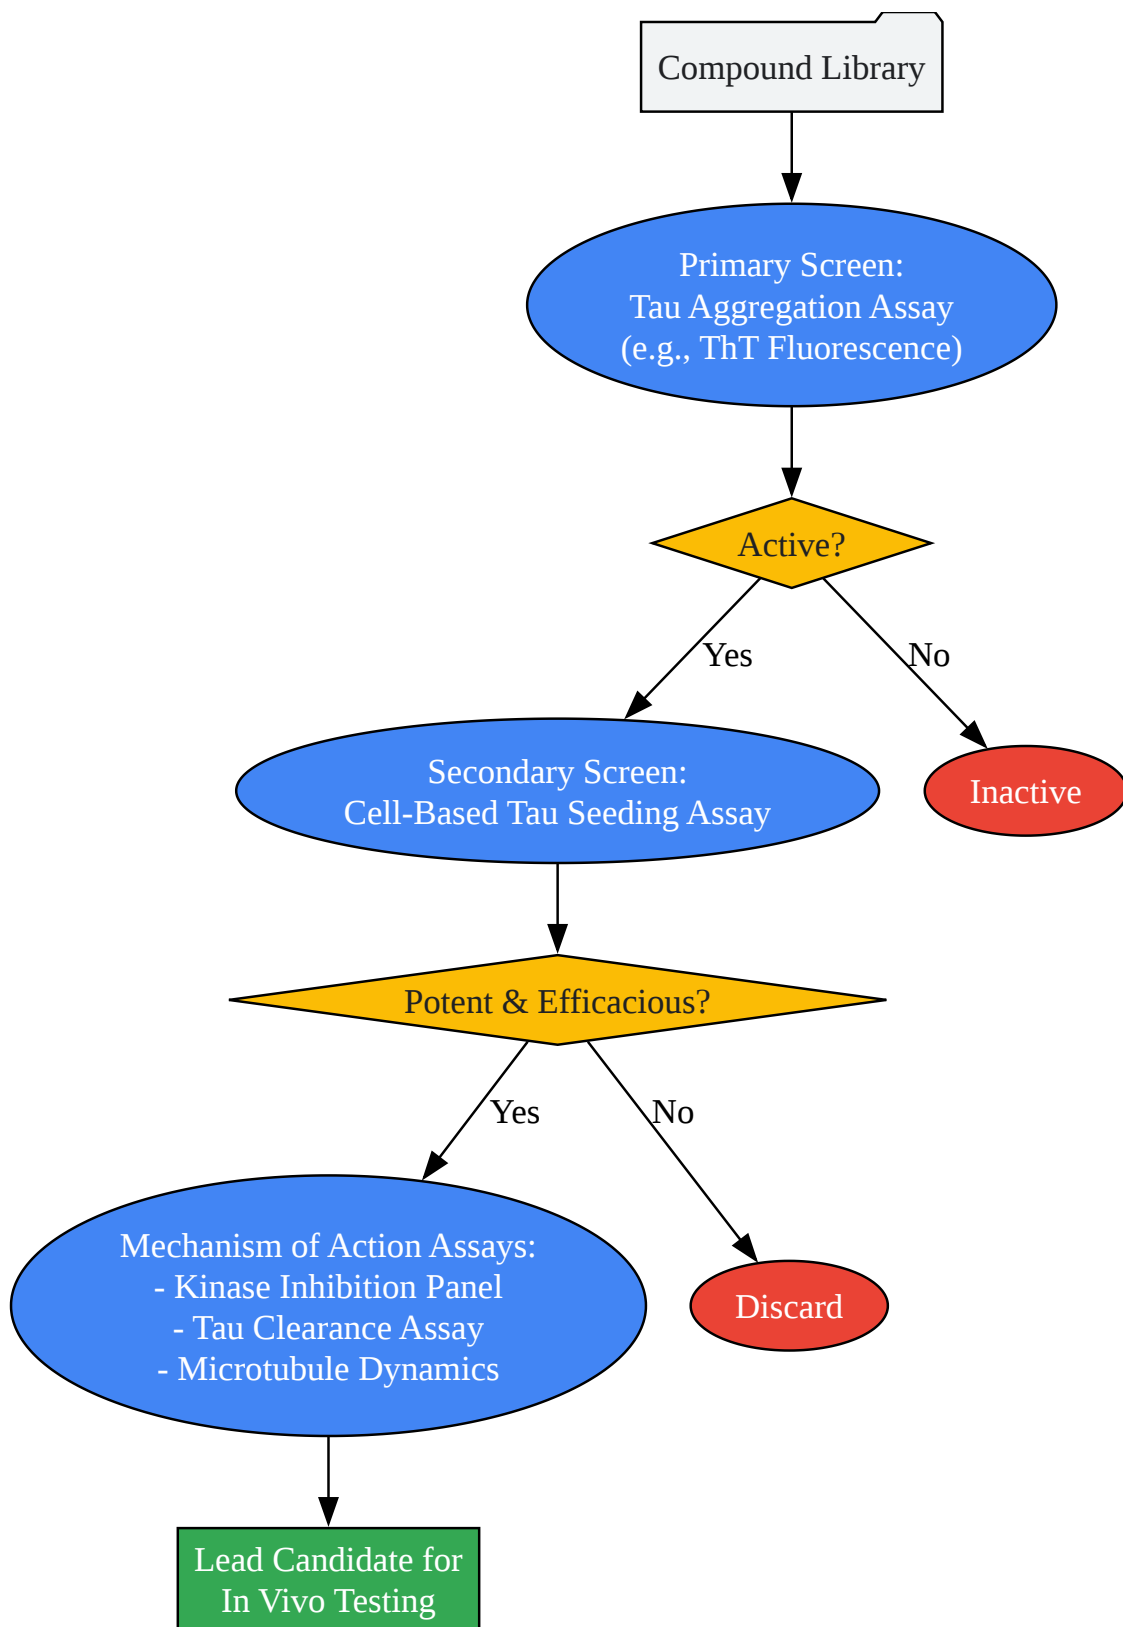 Compound Library
Primary Screen:
Tau Aggregation Assay
(e.g., ThT Fluorescence)
Active?
Yes
No
Secondary Screen:
Cell-Based Tau Seeding Assay
Inactive
Potent & Efficacious?
Yes
No
Mechanism of Action Assays:
- Kinase Inhibition Panel
- Tau Clearance Assay
- Microtubule Dynamics
Discard
Lead Candidate for
In Vivo Testing